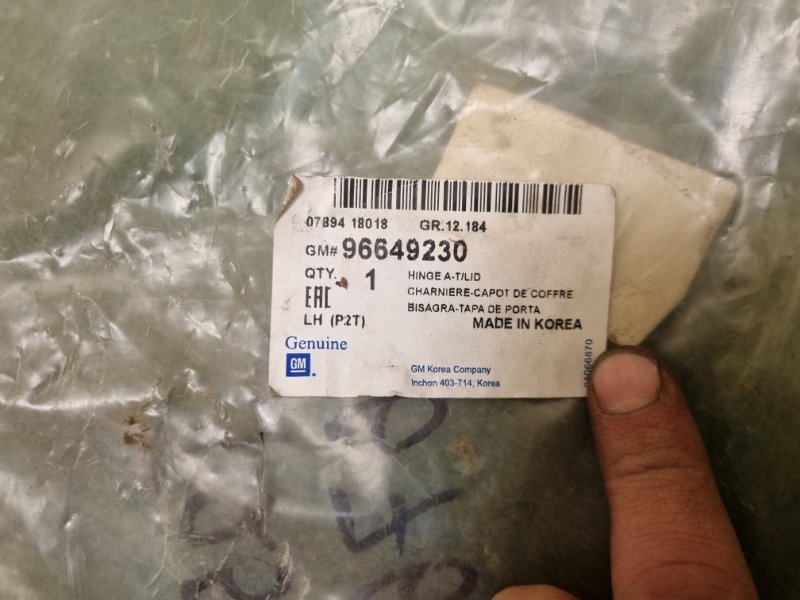 07894 18018 GR.12.184
GM# 96649230
QTY. 1
HINGE A-T/LID
CHARNIERE-CAPOT DE COFFRE
EAC
BISAGRA-TAPA DE PORTA
LH (P2T)
MADE IN KOREA
Genuine
GM
GM Korea Company
Inchon 403-714, Korea